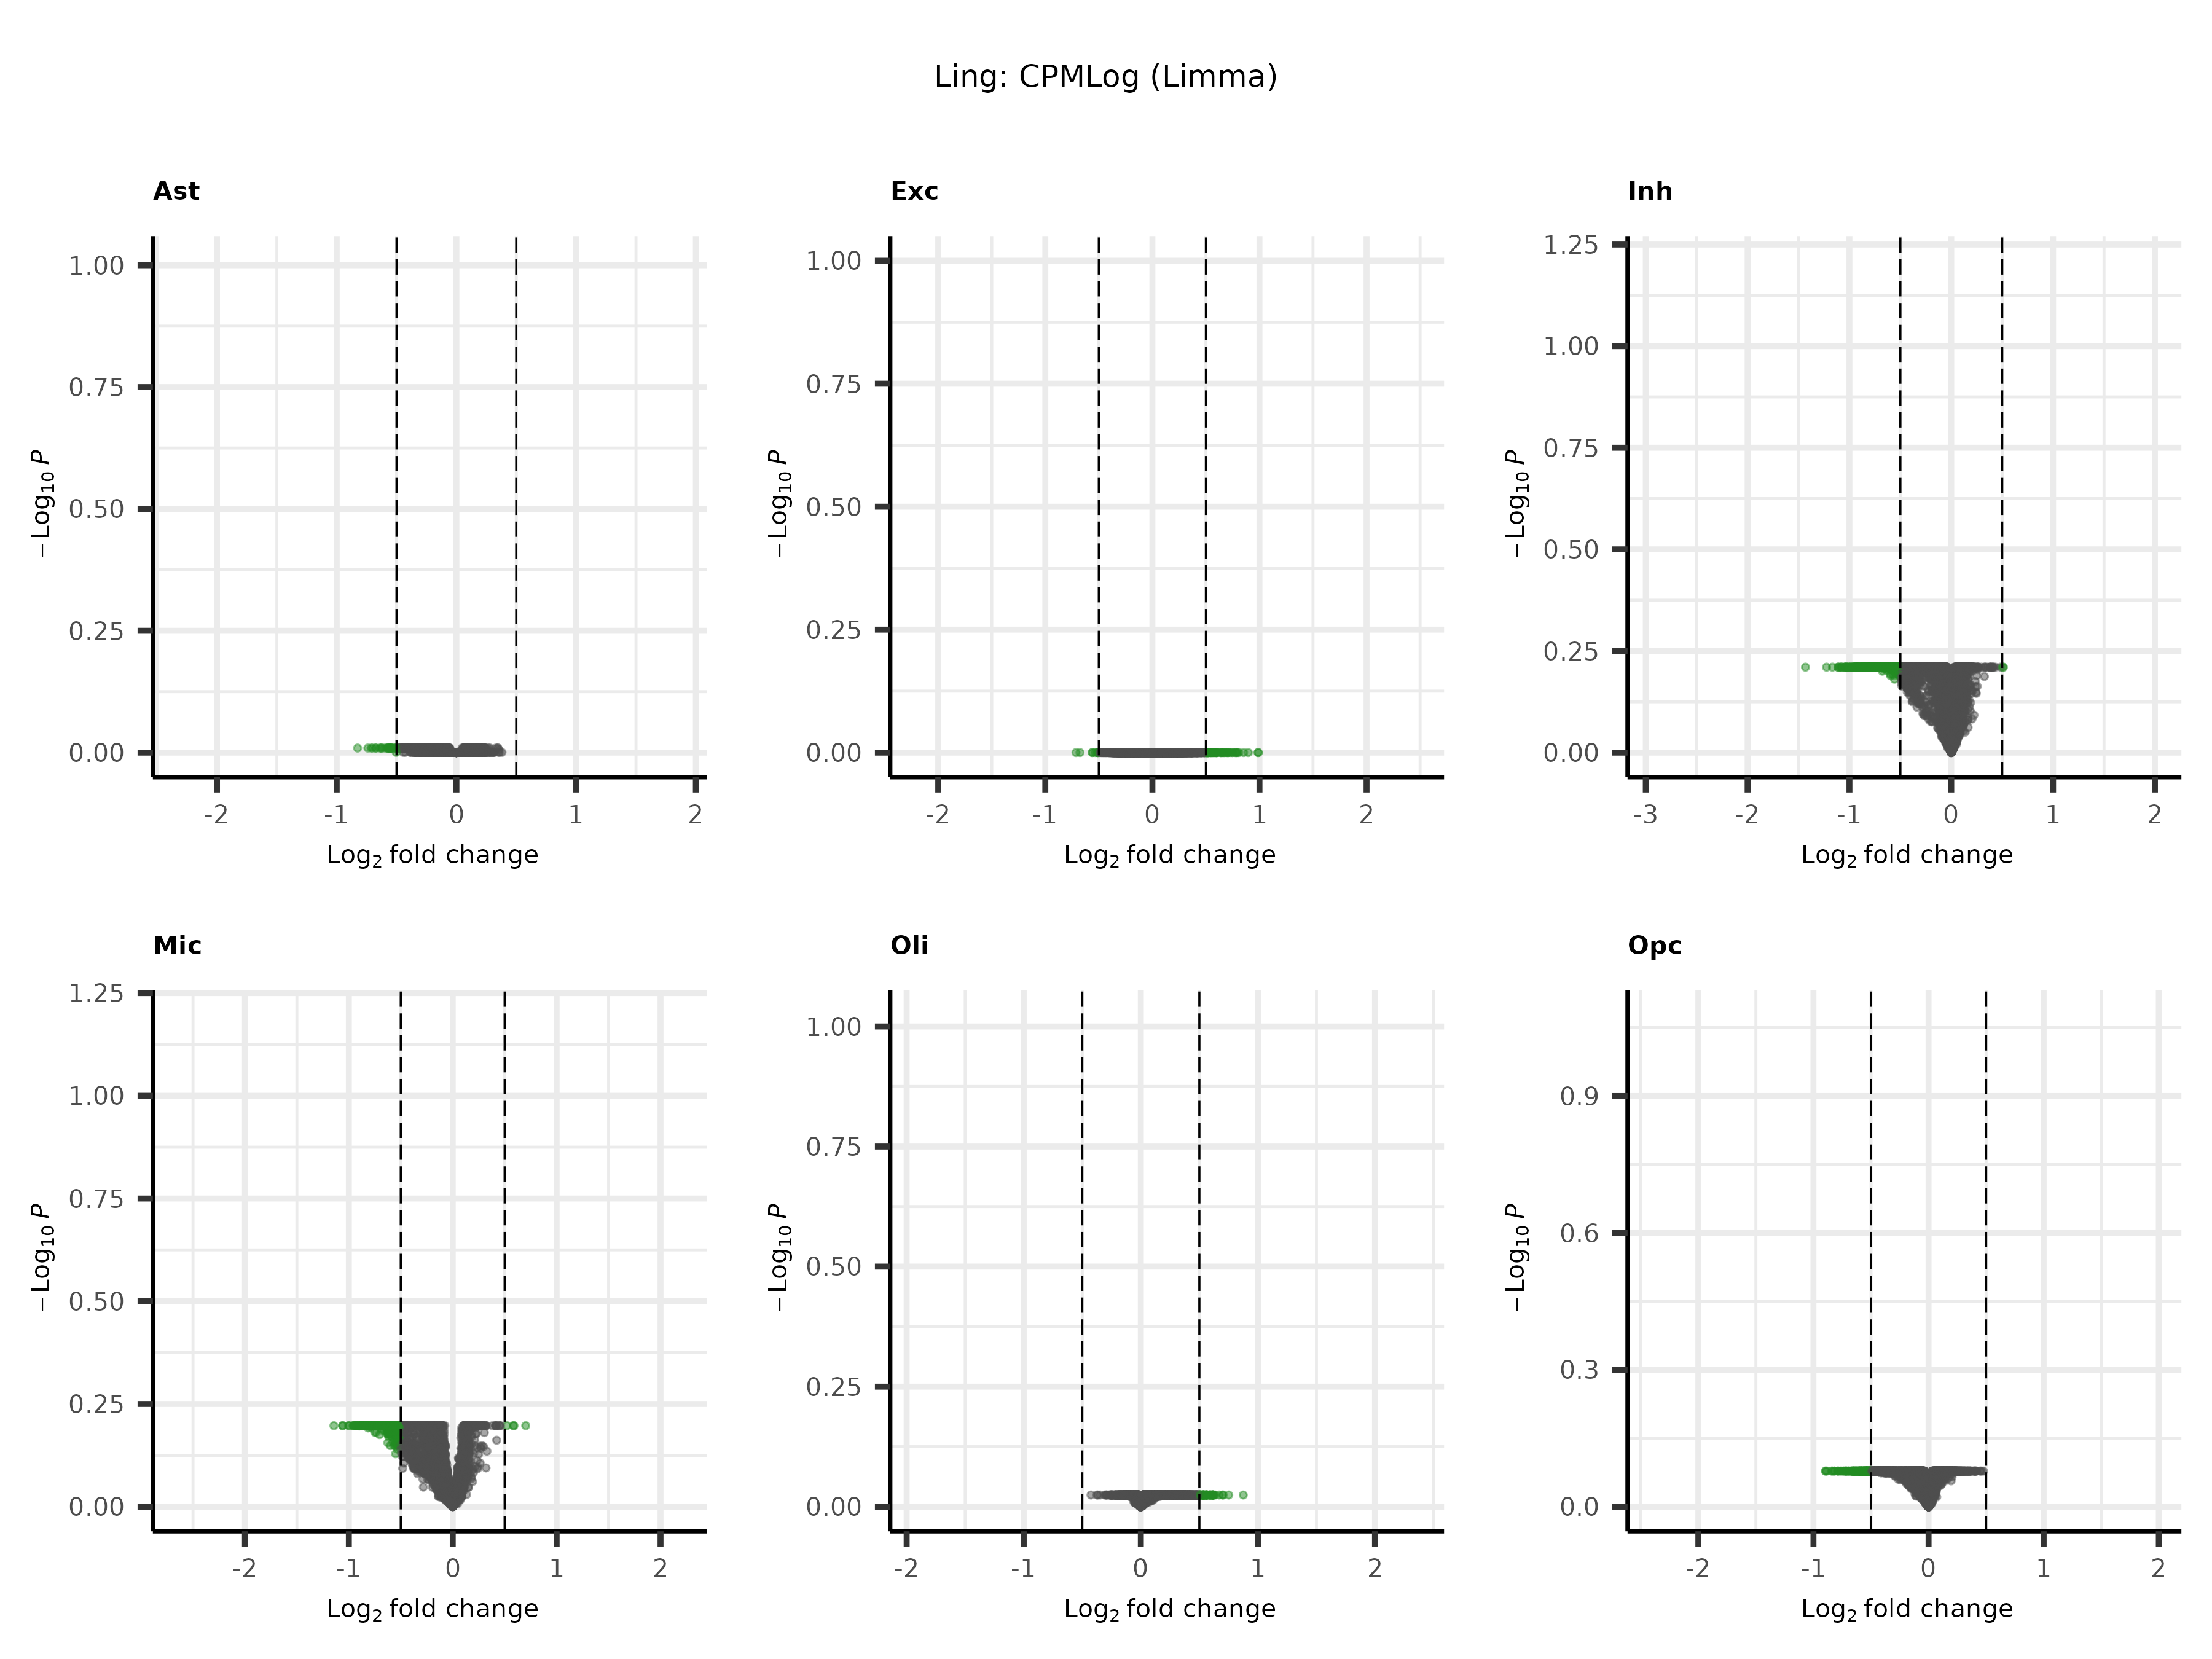 Ling: CPMLog (Limma)
Ast
Exc
Inh
1.00
0.75
0.50
0.25
0.00
−Log10 P
-2 -1 0 1 2
Log2 fold change
1.00
0.75
0.50
0.25
0.00
−Log10 P
-2 -1 0 1 2
Log2 fold change
1.25
1.00
0.75
0.50
0.25
0.00
−Log10 P
-3 -2 -1 0 1 2
Log2 fold change
Mic
Oli
Opc
1.25
1.00
0.75
0.50
0.25
0.00
−Log10 P
-2 -1 0 1 2
Log2 fold change
1.00
0.75
0.50
0.25
0.00
−Log10 P
-2 -1 0 1 2
Log2 fold change
0.9
0.6
0.3
0.0
−Log10 P
-2 -1 0 1 2
Log2 fold change